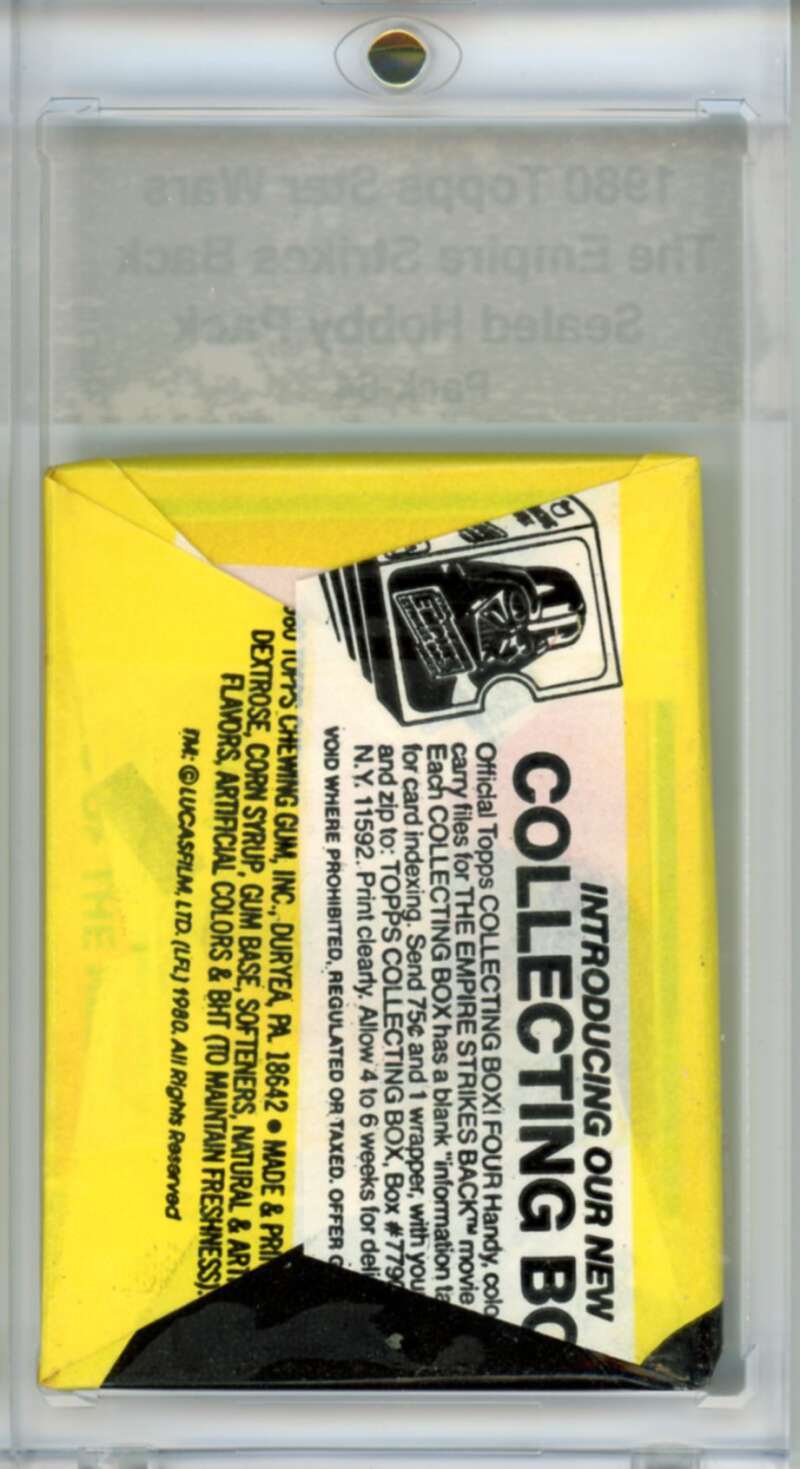 1980 Topps Star Wars
The Empire Strikes Back
Sealed Hobby Pack
Pack 64
INTRODUCING OUR NEW
COLLECTING BO
Official Topps COLLECTING BOX! FOUR Handy, colo
carry files for THE EMPIRE STRIKES BACK™ movie
Each COLLECTING BOX has a blank "information la
for card indexing. Send 75¢ and 1 wrapper, with you
and zip to: TOPPS COLLECTING BOX, Box #779
N.Y. 11592. Print clearly. Allow 4 to 6 weeks for deli
VOID WHERE PROHIBITED, REGULATED OR TAXED. OFFER
980 TOPPS CHEWING GUM, INC., DURYEA, PA. 18642 • MADE & PRI
DEXTROSE, CORN SYRUP, GUM BASE, SOFTENERS, NATURAL & ART
FLAVORS, ARTIFICIAL COLORS & BHT (TO MAINTAIN FRESHNESS).
TM: © LUCASFILM, LTD. (LFL) 1980. All Rights Reserved